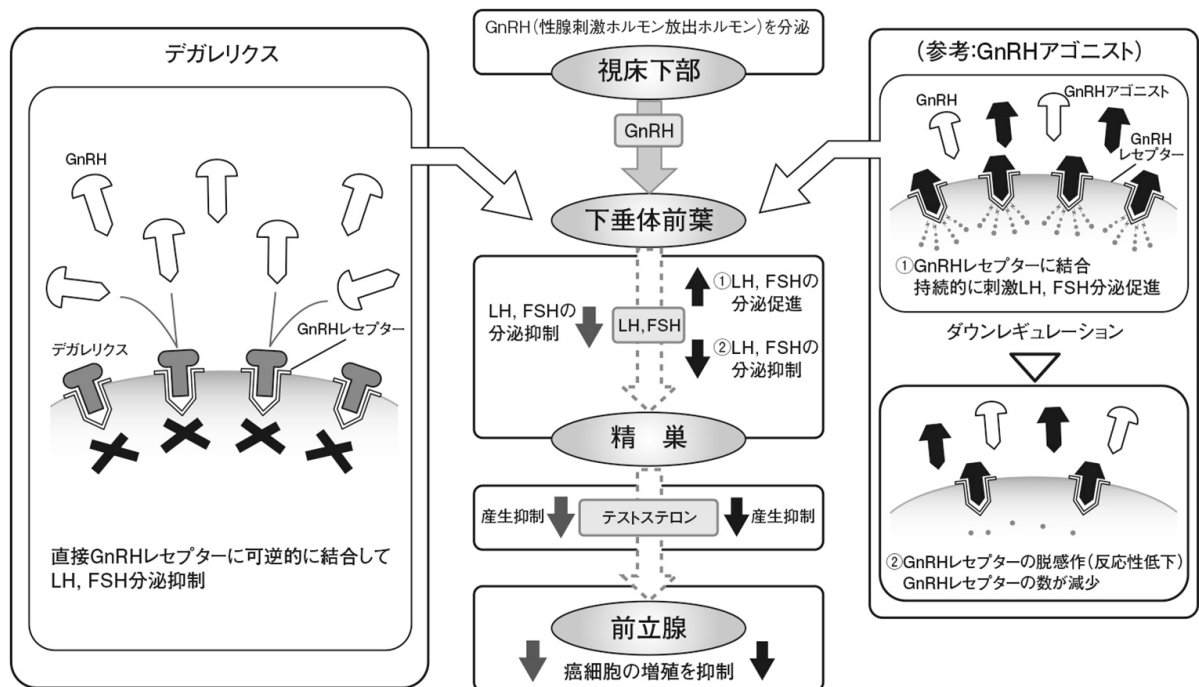 デガレリクス
GnRH
デガレリクス
GnRHレセプター
直接GnRHレセプターに可逆的に結合して
LH, FSH分泌抑制
GnRH(性腺刺激ホルモン放出ホルモン)を分泌
視床下部
GnRH
下垂体前葉
LH, FSHの
分泌抑制
LH, FSH
①LH, FSHの
分泌促進
②LH, FSHの
分泌抑制
精 巣
産生抑制
テストステロン
産生抑制
前立腺
癌細胞の増殖を抑制
(参考:GnRHアゴニスト)
GnRH
GnRHアゴニスト
GnRH
レセプター
①GnRHレセプターに結合
持続的に刺激LH, FSH分泌促進
ダウンレギュレーション
②GnRHレセプターの脱感作(反応性低下)
GnRHレセプターの数が減少